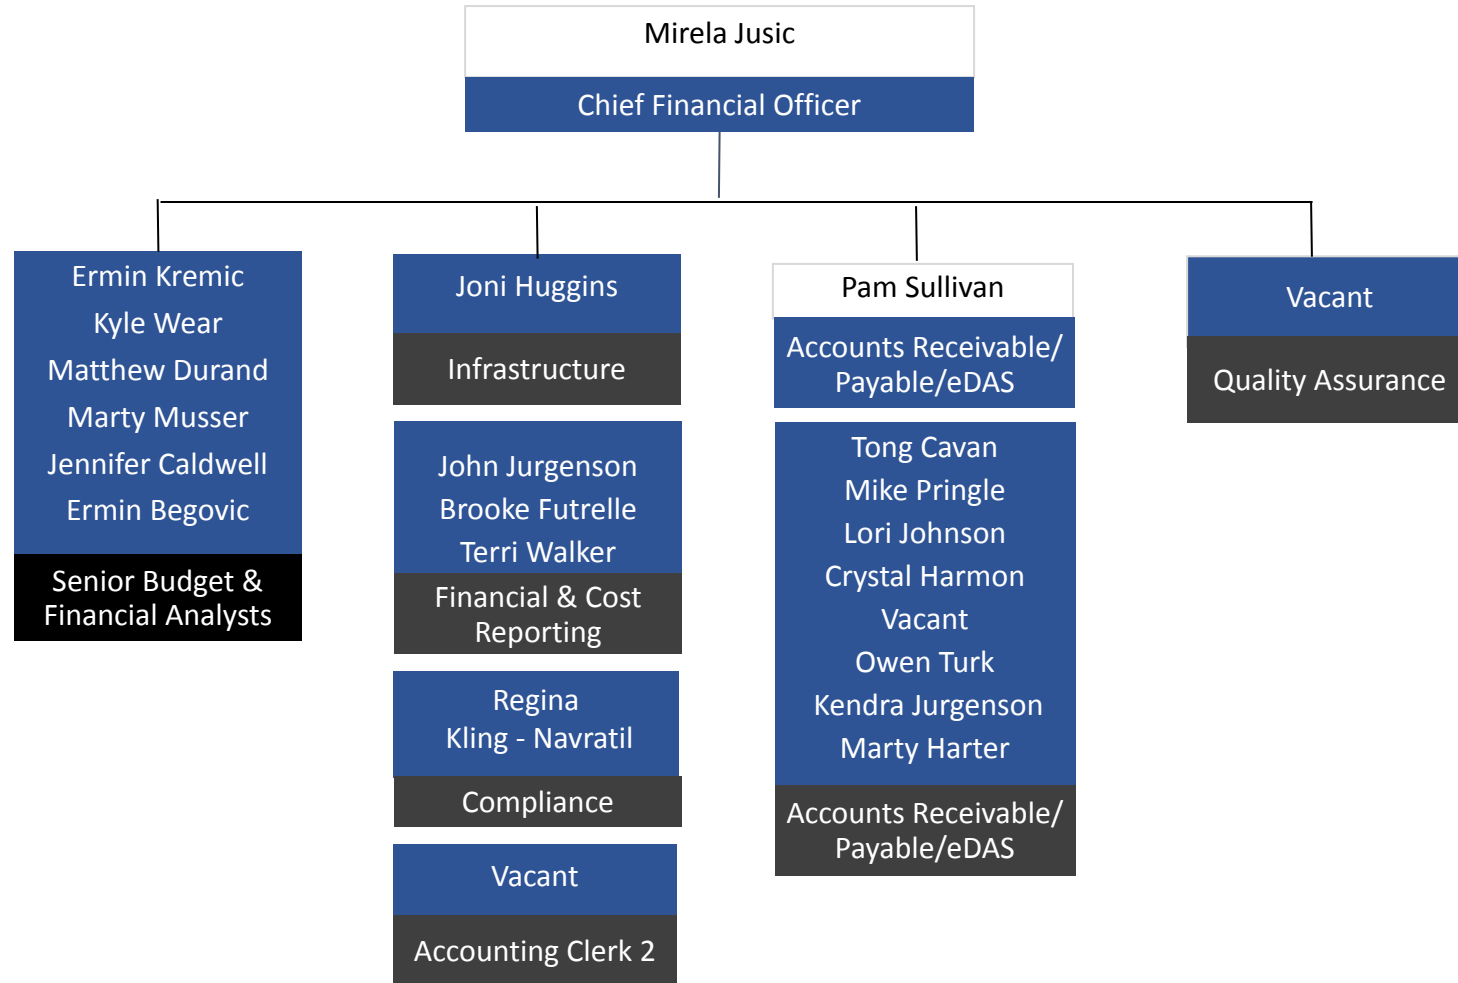 Mirela Jusic
Chief Financial Officer
Ermin Kremic
Kyle Wear
Matthew Durand
Marty Musser
Jennifer Caldwell
Ermin Begovic
Senior Budget &
Financial Analysts
Joni Huggins
Infrastructure
John Jurgenson
Brooke Futrelle
Terri Walker
Financial & Cost
Reporting
Regina
Kling - Navratil
Compliance
Vacant
Accounting Clerk 2
Pam Sullivan
Accounts Receivable/
Payable/eDAS
Tong Cavan
Mike Pringle
Lori Johnson
Crystal Harmon
Vacant
Owen Turk
Kendra Jurgenson
Marty Harter
Accounts Receivable/
Payable/eDAS
Vacant
Quality Assurance